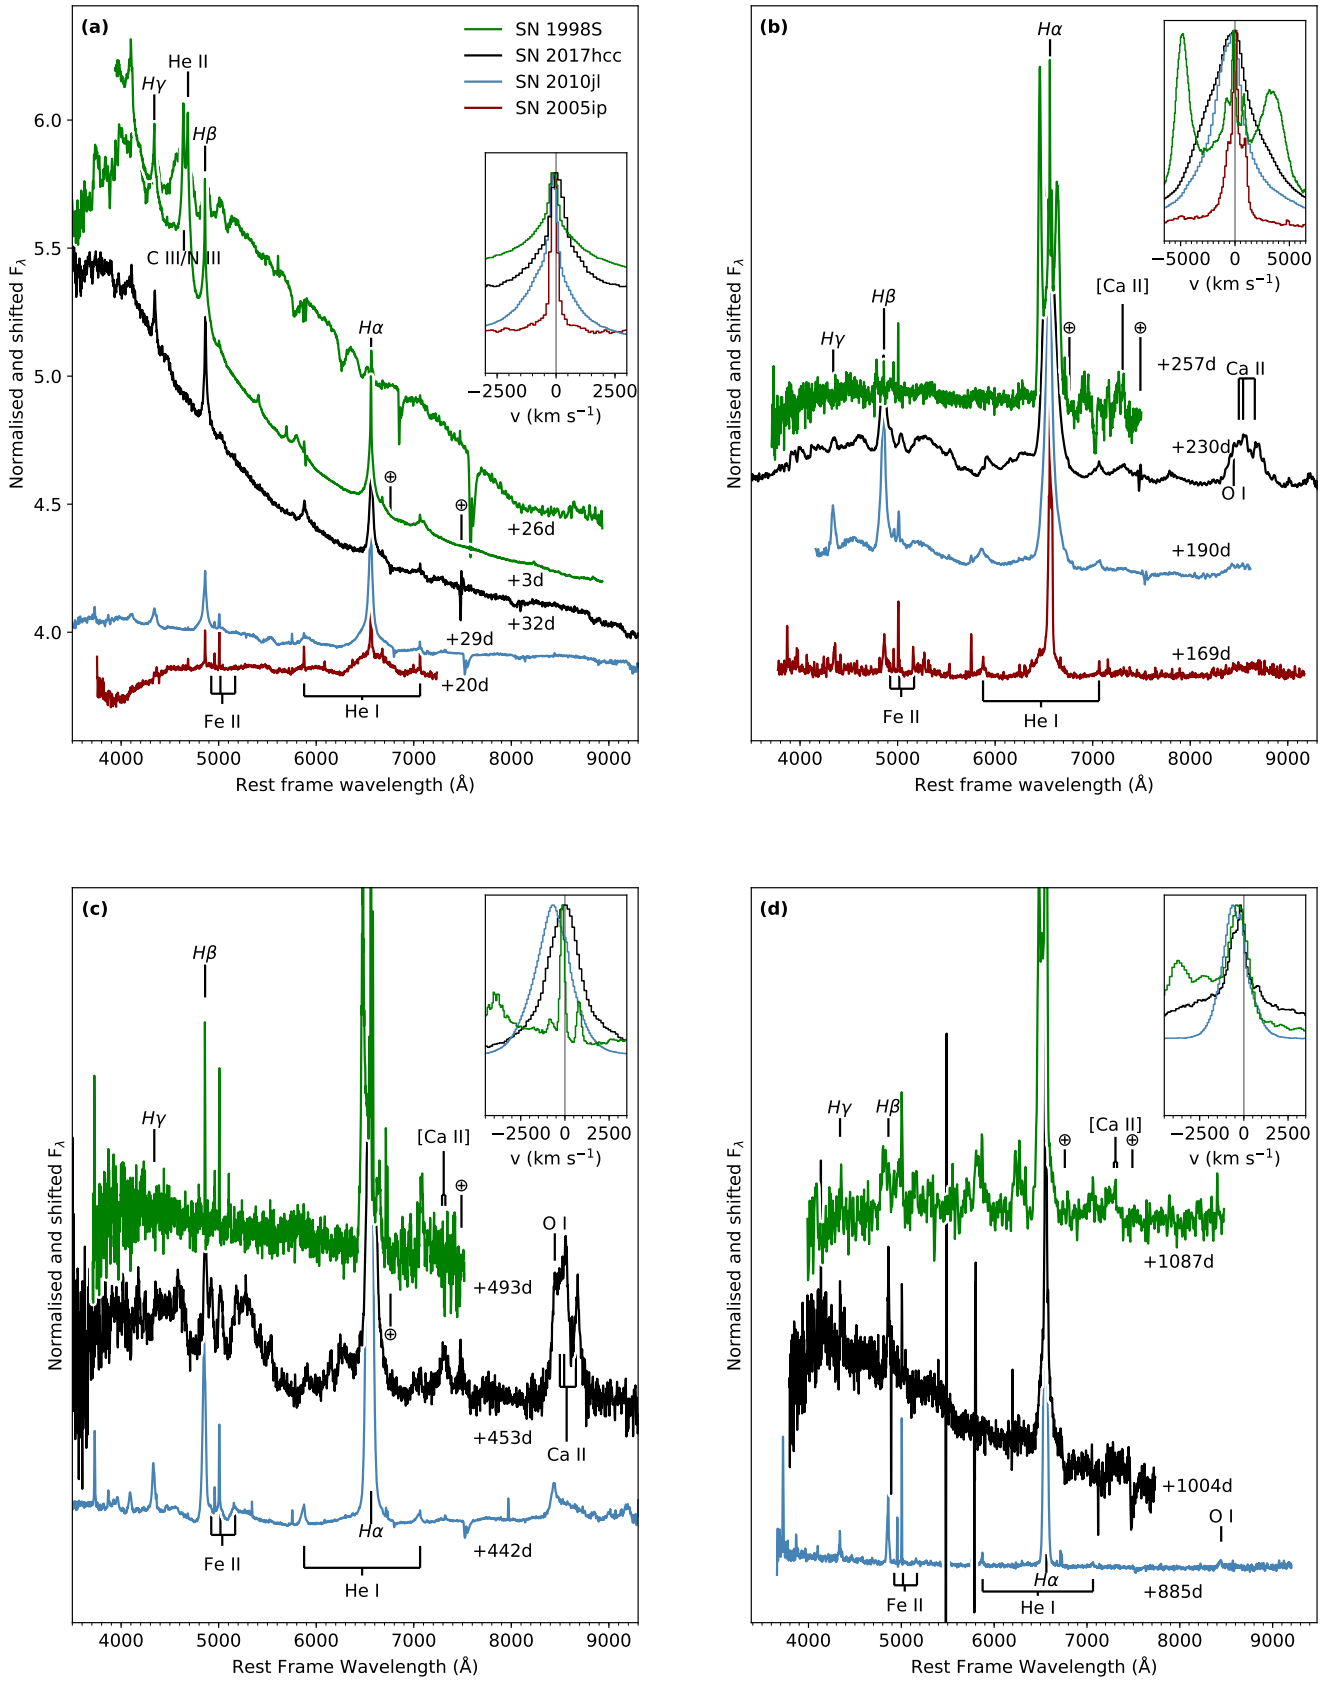 (a)
SN 1998S
SN 2017hcc
SN 2010jl
SN 2005ip
He II
Hγ
Hβ
C III/N III
Hα
⊕
⊕
+26d
+3d
+32d
+29d
+20d
Fe II
He I
−2500 0 2500
v (km s−1)
6.0
5.5
5.0
4.5
4.0
Normalised and shifted Fλ
4000 5000 6000 7000 8000 9000
Rest frame wavelength (Å)
(b)
Hα
−5000 0 5000
v (km s−1)
[Ca II]
Hβ
Hγ
⊕
⊕
+257d
Ca II
+230d
O I
+190d
+169d
Fe II
He I
Normalised and shifted Fλ
4000 5000 6000 7000 8000 9000
Rest frame wavelength (Å)
(c)
Hβ
Hγ
−2500 0 2500
v (km s−1)
[Ca II]
⊕
O I
+493d
⊕
+453d
Ca II
Hα
+442d
Fe II
He I
Normalised and shifted Fλ
4000 5000 6000 7000 8000 9000
Rest Frame Wavelength (Å)
(d)
−2500 0 2500
v (km s−1)
Hγ
Hβ
[Ca II]
⊕
⊕
+1087d
+1004d
O I
Hα
+885d
Fe II
He I
Normalised and shifted Fλ
4000 5000 6000 7000 8000 9000
Rest Frame Wavelength (Å)